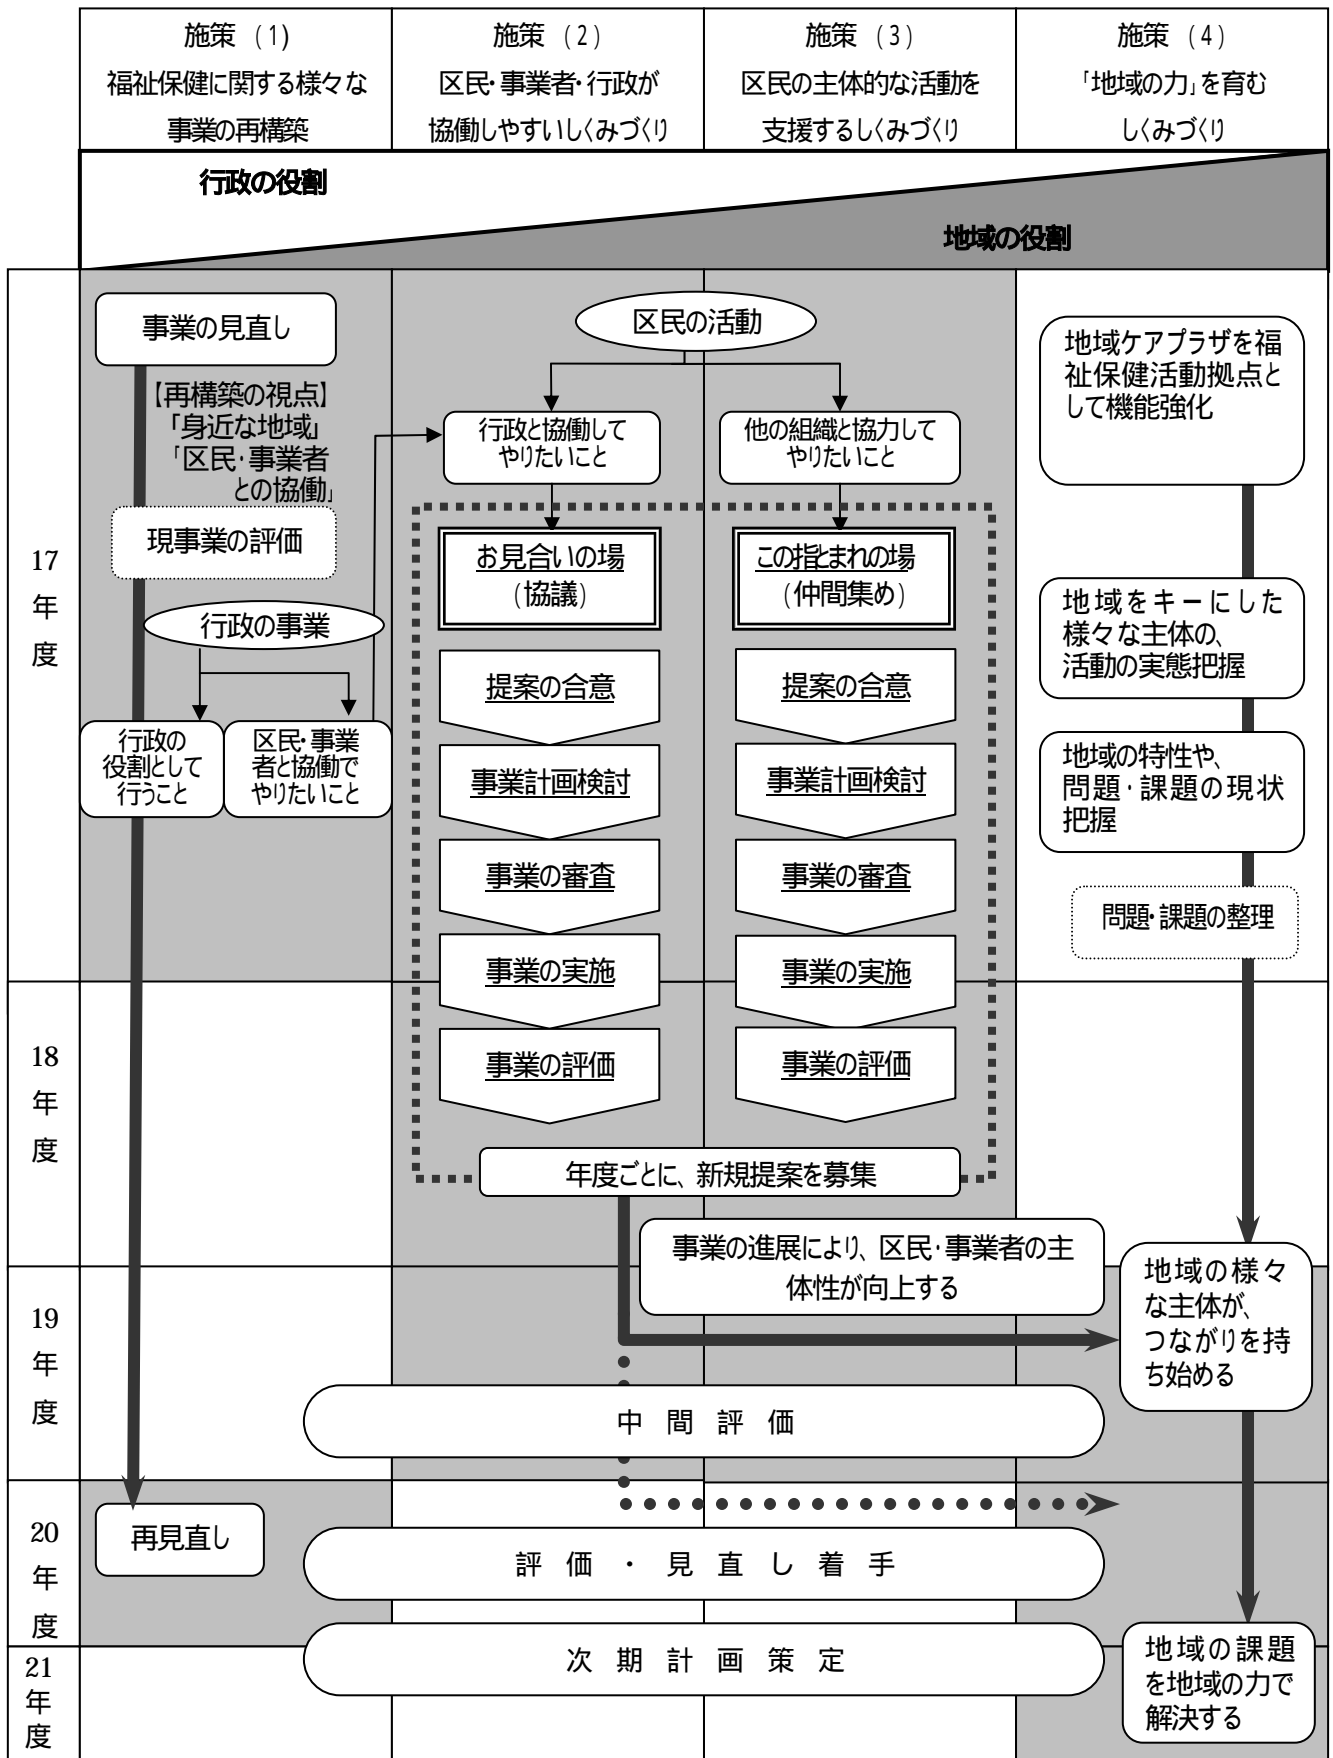 施策 (1)
福祉保健に関する様々な
事業の再構築
施策 (2)
区民・事業者・行政が
協働しやすいしくみづくり
施策 (3)
区民の主体的な活動を
支援するしくみづくり
施策 (4)
「地域の力」を育む
しくみづくり
行政の役割
地域の役割
17
年
度
事業の見直し
【再構築の視点】
「身近な地域」
「区民・事業者
との協働」
現事業の評価
行政の事業
行政の
役割として
行うこと
区民・事業
者と協働で
やりたいこと
区民の活動
行政と協働して
やりたいこと
他の組織と協力して
やりたいこと
お見合いの場
(協議)
この指とまれの場
(仲間集め)
提案の合意
提案の合意
事業計画検討
事業計画検討
事業の審査
事業の審査
事業の実施
事業の実施
地域ケアプラザを福
祉保健活動拠点と
して機能強化
地域をキーにした
様々な主体の、
活動の実態把握
地域の特性や、
問題・課題の現状
把握
問題・課題の整理
18
年
度
事業の評価
事業の評価
年度ごとに、新規提案を募集
事業の進展により、区民・事業者の主
体性が向上する
地域の様々
な主体が、
つながりを持
ち始める
19
年
度
中間評価
20
年
度
再見直し
評価・見直し着手
21
年
度
次期計画策定
地域の課題
を地域の力で
解決する